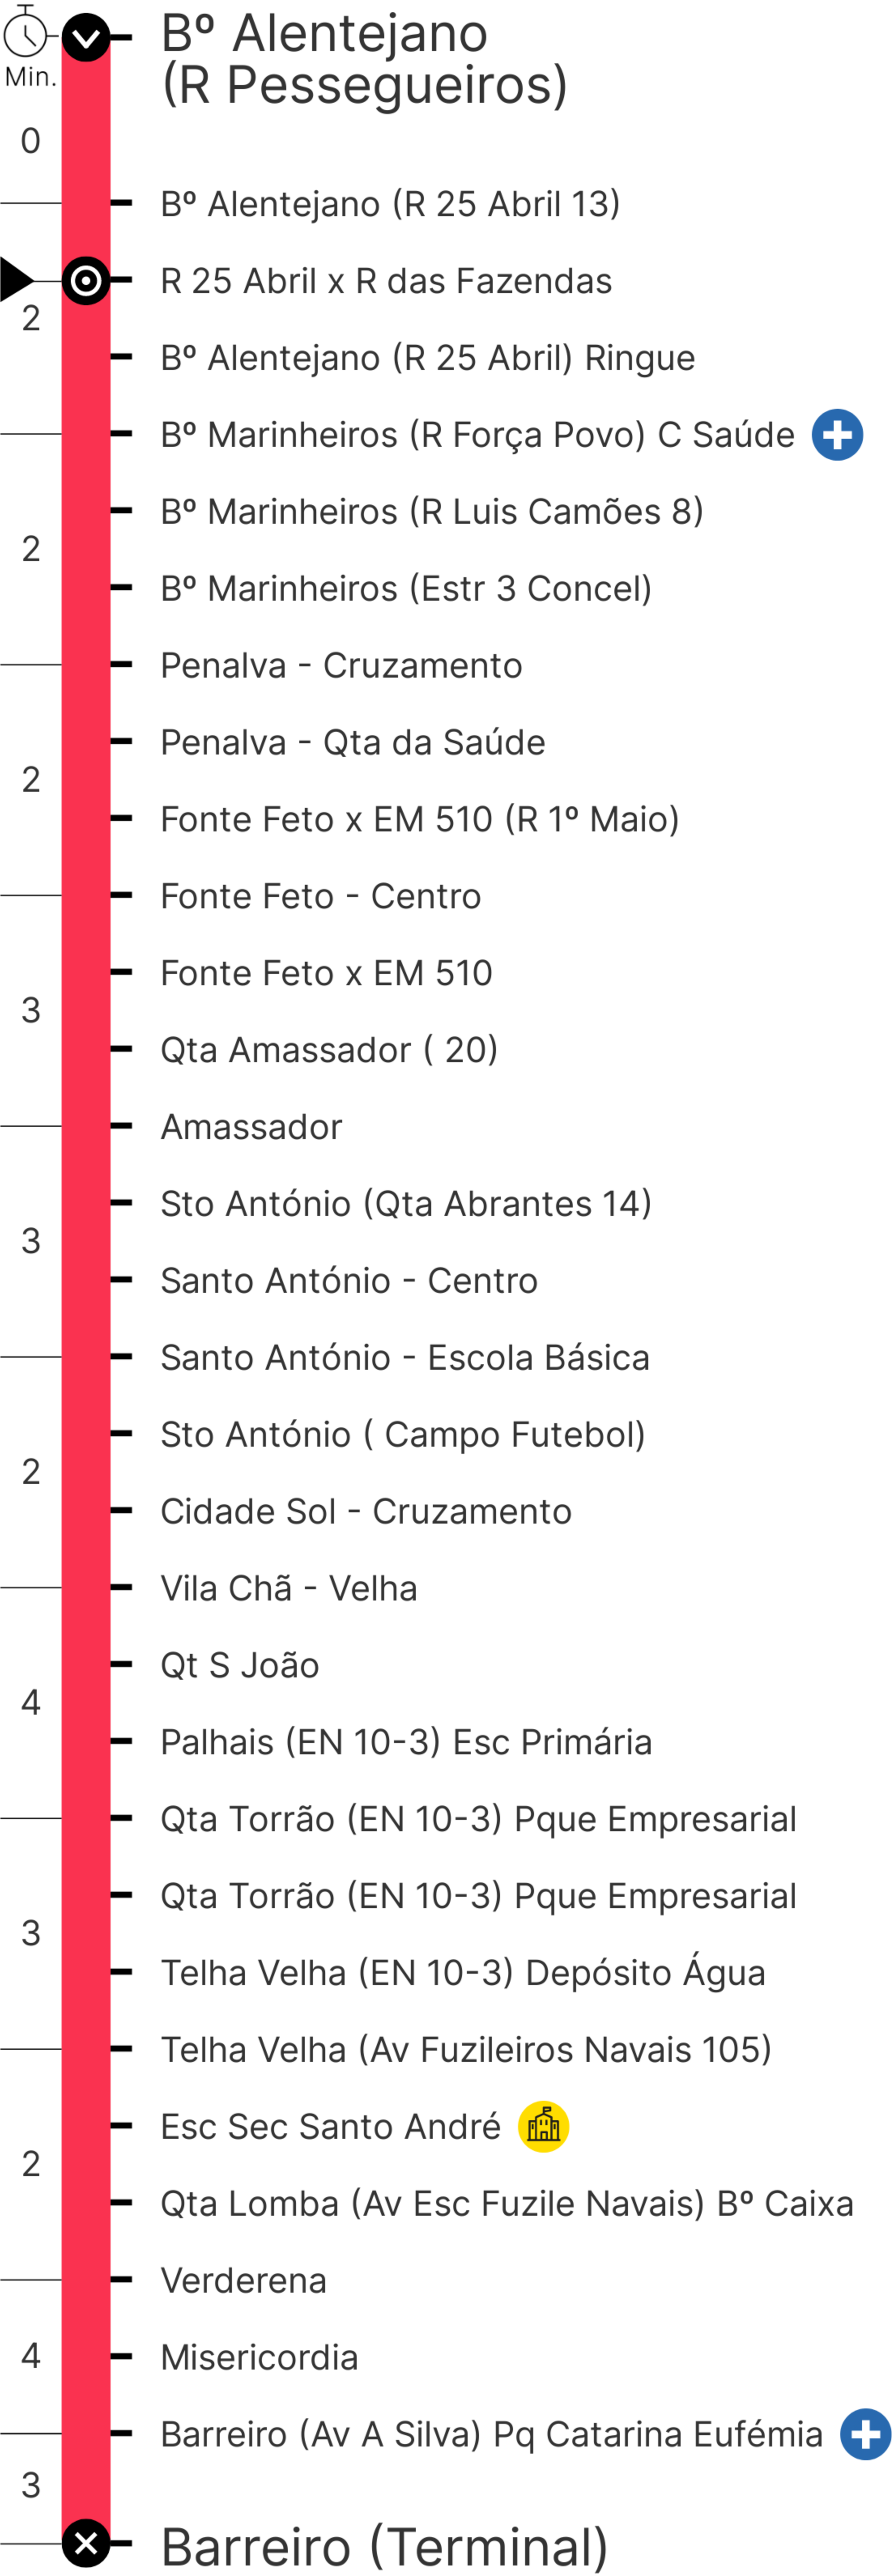 Min.
Bº Alentejano
(R Pessegueiros)
0
Bº Alentejano (R 25 Abril 13)
R 25 Abril x R das Fazendas
2
Bº Alentejano (R 25 Abril) Ringue
Bº Marinheiros (R Força Povo) C Saúde
Bº Marinheiros (R Luis Camões 8)
2
Bº Marinheiros (Estr 3 Concel)
Penalva - Cruzamento
Penalva - Qta da Saúde
2
Fonte Feto x EM 510 (R 1º Maio)
Fonte Feto - Centro
Fonte Feto x EM 510
3
Qta Amassador ( 20)
Amassador
Sto António (Qta Abrantes 14)
3
Santo António - Centro
Santo António - Escola Básica
Sto António ( Campo Futebol)
2
Cidade Sol - Cruzamento
Vila Chã - Velha
Qt S João
4
Palhais (EN 10-3) Esc Primária
Qta Torrão (EN 10-3) Pque Empresarial
Qta Torrão (EN 10-3) Pque Empresarial
3
Telha Velha (EN 10-3) Depósito Água
Telha Velha (Av Fuzileiros Navais 105)
Esc Sec Santo André
2
Qta Lomba (Av Esc Fuzile Navais) Bº Caixa
Verderena
4
Misericordia
Barreiro (Av A Silva) Pq Catarina Eufémia
3
Barreiro (Terminal)